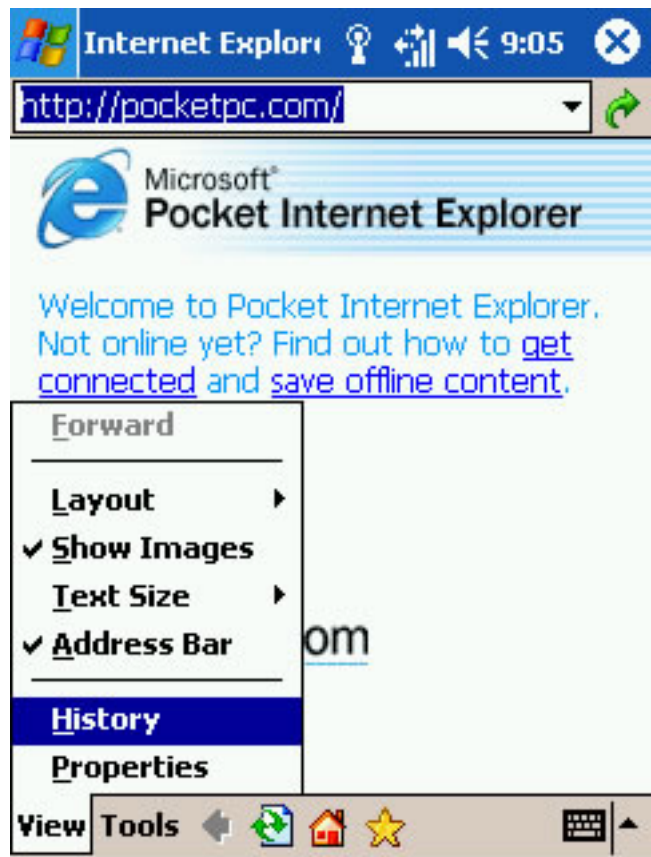 Internet Explor
9:05
http://pocketpc.com/
Microsoft®
Pocket Internet Explorer
Welcome to Pocket Internet Explorer.
Not online yet? Find out how to get
connected and save offline content.
Forward
Layout
Show Images
Text Size
Address Bar
om
History
Properties
View Tools